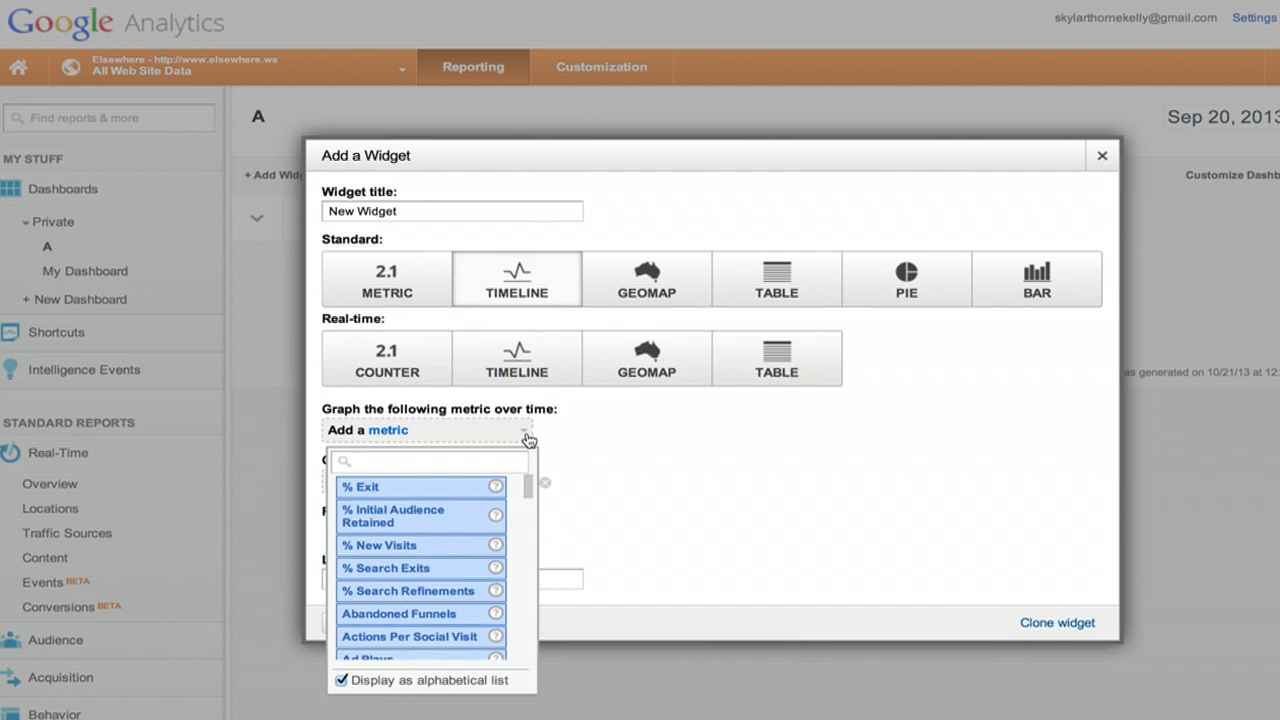 Google Analytics
skylarthornekelly@gmail.com Settings
Elsewhere - http://www.elsewhere.ws
All Web Site Data
Reporting
Customization
Find reports & more
A
Sep 20, 2013
MY STUFF
+ Add
Customize
Dashboards
Private
A
My Dashboard
+ New Dashboard
Shortcuts
Intelligence Events
STANDARD REPORTS
Real-Time
Overview
Locations
Traffic Sources
Content
Events BETA
Conversions BETA
Audience
Acquisition
Behavior
Add a Widget
Widget title:
New Widget
Standard:
2.1
METRIC
TIMELINE
GEOMAP
TABLE
PIE
BAR
Real-time:
2.1
COUNTER
TIMELINE
GEOMAP
TABLE
as generated on 10/21/13 at 12:
Graph the following metric over time:
Add a metric
% Exit
% Initial Audience
Retained
% New Visits
% Search Exits
% Search Refinements
Abandoned Funnels
Actions Per Social Visit
Ad Plays
Display as alphabetical list
Clone widget